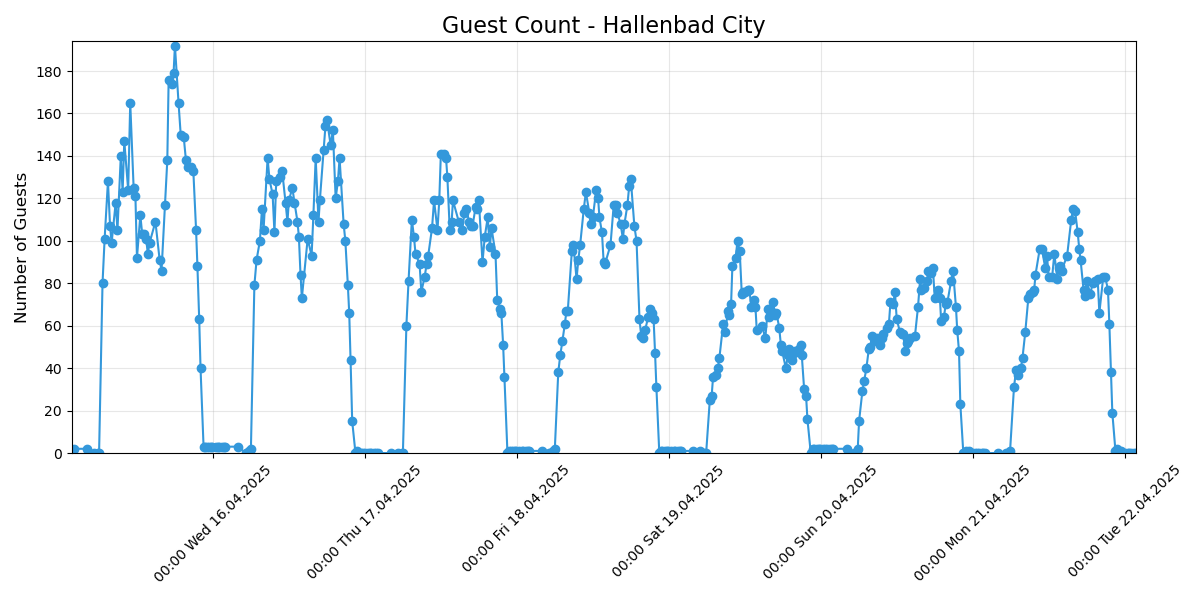 Guest Count - Hallenbad City
Number of Guests
180
160
140
120
100
80
60
40
20
0
00:00 Wed 16.04.2025
00:00 Thu 17.04.2025
00:00 Fri 18.04.2025
00:00 Sat 19.04.2025
00:00 Sun 20.04.2025
00:00 Mon 21.04.2025
00:00 Tue 22.04.2025